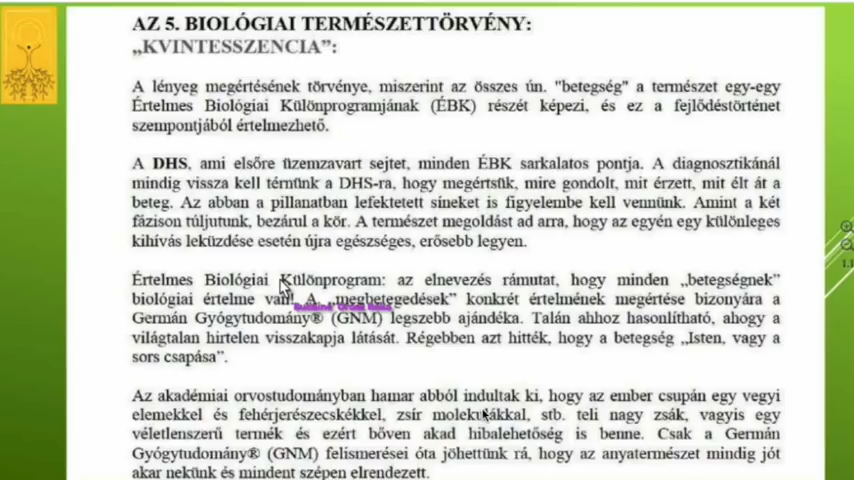 AZ 5. BIOLÓGIAI TERMÉSZETTÖRVÉNY:
„KVINTESSZENCIA”:
A lényeg megértésének törvénye, miszerint az összes ún. "betegség" a természet egy-egy
Értelmes Biológiai Különprogramjának (ÉBK) részét képezi, és ez a fejlődéstörténet
szempontjából értelmezhető.
A DHS, ami elsőre üzemzavart sejtet, minden ÉBK sarkalatos pontja. A diagnosztikánál
mindig vissza kell térnünk a DHS-ra, hogy megértsük, mire gondolt, mit érzett, mit élt át a
beteg. Az abban a pillanatban lefektetett síneket is figyelembe kell vennünk. Amint a két
fázison túljutunk, bezárul a kör. A természet megoldást ad arra, hogy az egyén egy különleges
kihívás leküzdése esetén újra egészséges, erősebb legyen.
Értelmes Biológiai Különprogram: az elnevezés rámutat, hogy minden „betegségnek”
biológiai értelme van! A „megbetegedések” konkrét értelmének megértése bizonyára a
Germán Gyógytudomány® (GNM) legszebb ajándéka. Talán ahhoz hasonlítható, ahogy a
világtalan hirtelen visszakapja látását. Régebben azt hitték, hogy a betegség „Isten, vagy a
sors csapása”.
Az akadémiai orvostudományban hamar abból indultak ki, hogy az ember csupán egy vegyi
elemekkel és fehérjerészecskékkel, zsír molekulákkal, stb. teli nagy zsák, vagyis egy
véletlenszerű termék és ezért bőven akad hibalehetőség is benne. Csak a Germán
Gyógytudomány® (GNM) felismerései óta jöhettünk rá, hogy az anyatermészet mindig jót
akar nekünk és mindent szépen elrendezett.